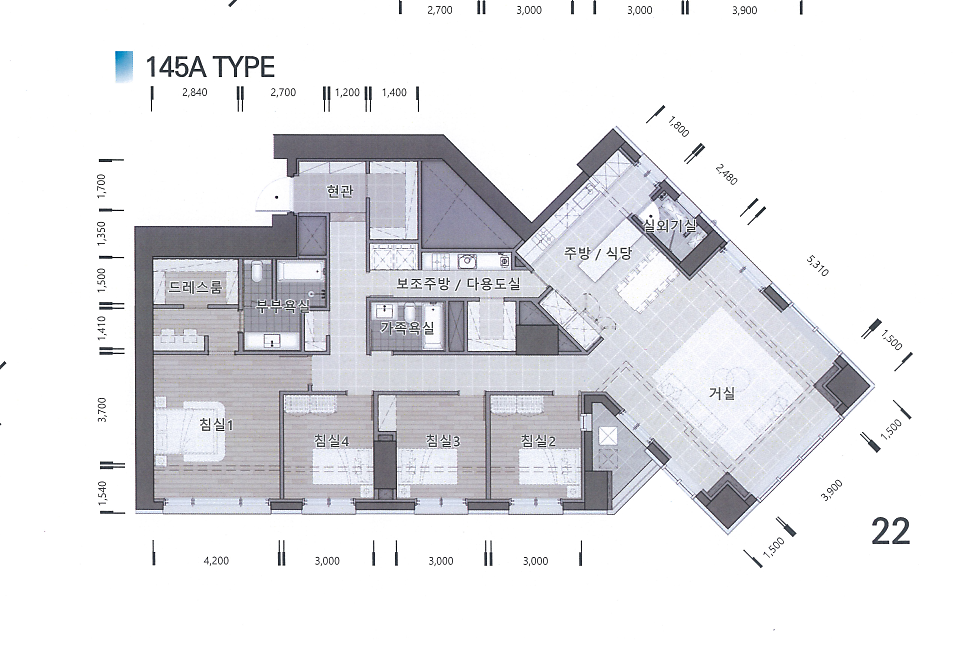 2,700
3,000
3,000
3,900
145A TYPE
2,840
2,700
1,200
1,400
1,800
2,480
5,310
1,500
1,500
3,900
1,500
1,700
1,350
1,500
1,410
3,700
1,540
현관
실외기실
주방 / 식당
보조주방 / 다용도실
드레스룸
부부욕실
가족욕실
거실
침실1
침실4
침실3
침실2
22
4,200
3,000
3,000
3,000